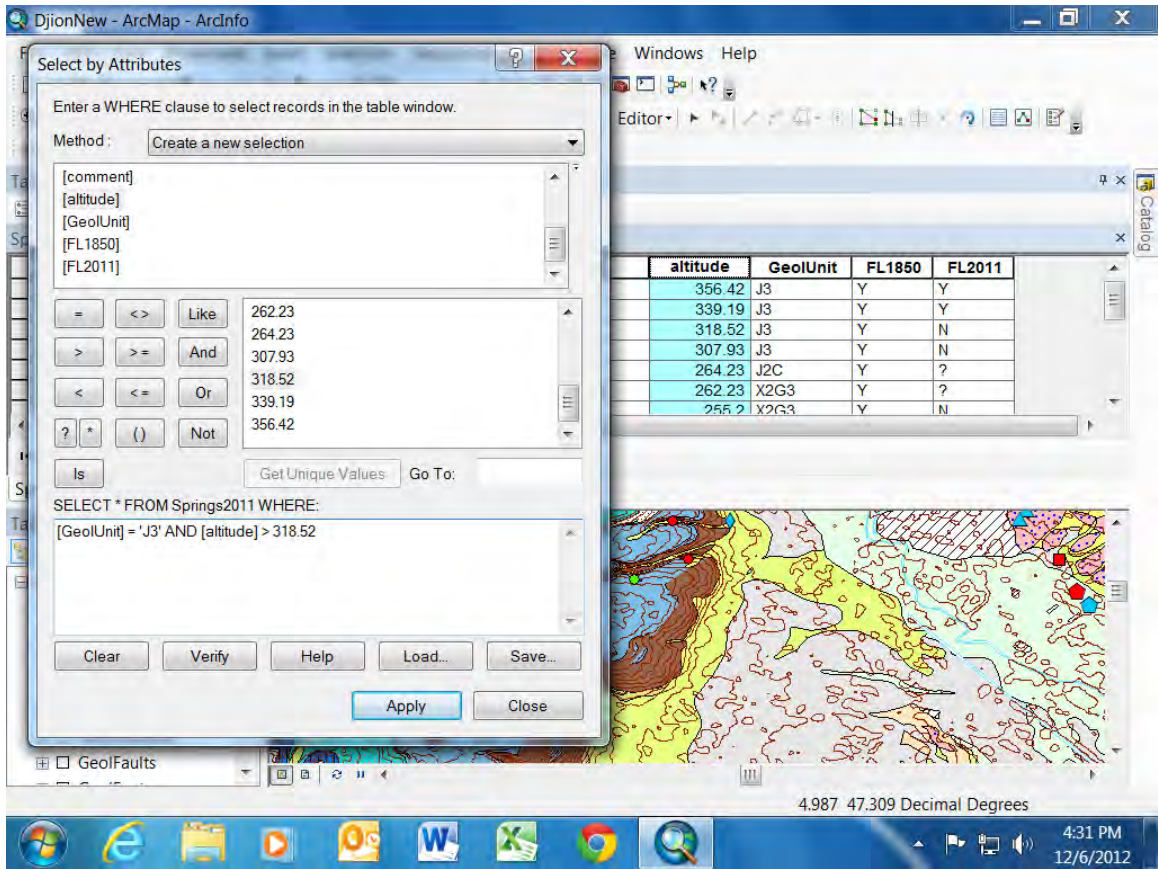 DjionNew - ArcMap - ArcInfo
Windows Help
Editor
Select by Attributes
Enter a WHERE clause to select records in the table window.
Method : Create a new selection
[comment]
[altitude]
[GeolUnit]
[FL1850]
[FL2011]
= <> Like
> >= And
< <= Or
? * () Not
Is
262.23
264.23
307.93
318.52
339.19
356.42
Get Unique Values Go To:
SELECT * FROM Springs2011 WHERE:
[GeolUnit] = 'J3' AND [altitude] > 318.52
Clear Verify Help Load... Save...
Apply Close
Catalog
altitude GeolUnit FL1850 FL2011
356.42 J3 Y Y
339.19 J3 Y Y
318.52 J3 Y N
307.93 J3 Y N
264.23 J2C Y ?
262.23 X2G3 Y ?
255.2 X2G3 Y N
GeolFaults
4.987 47.309 Decimal Degrees
4:31 PM
12/6/2012